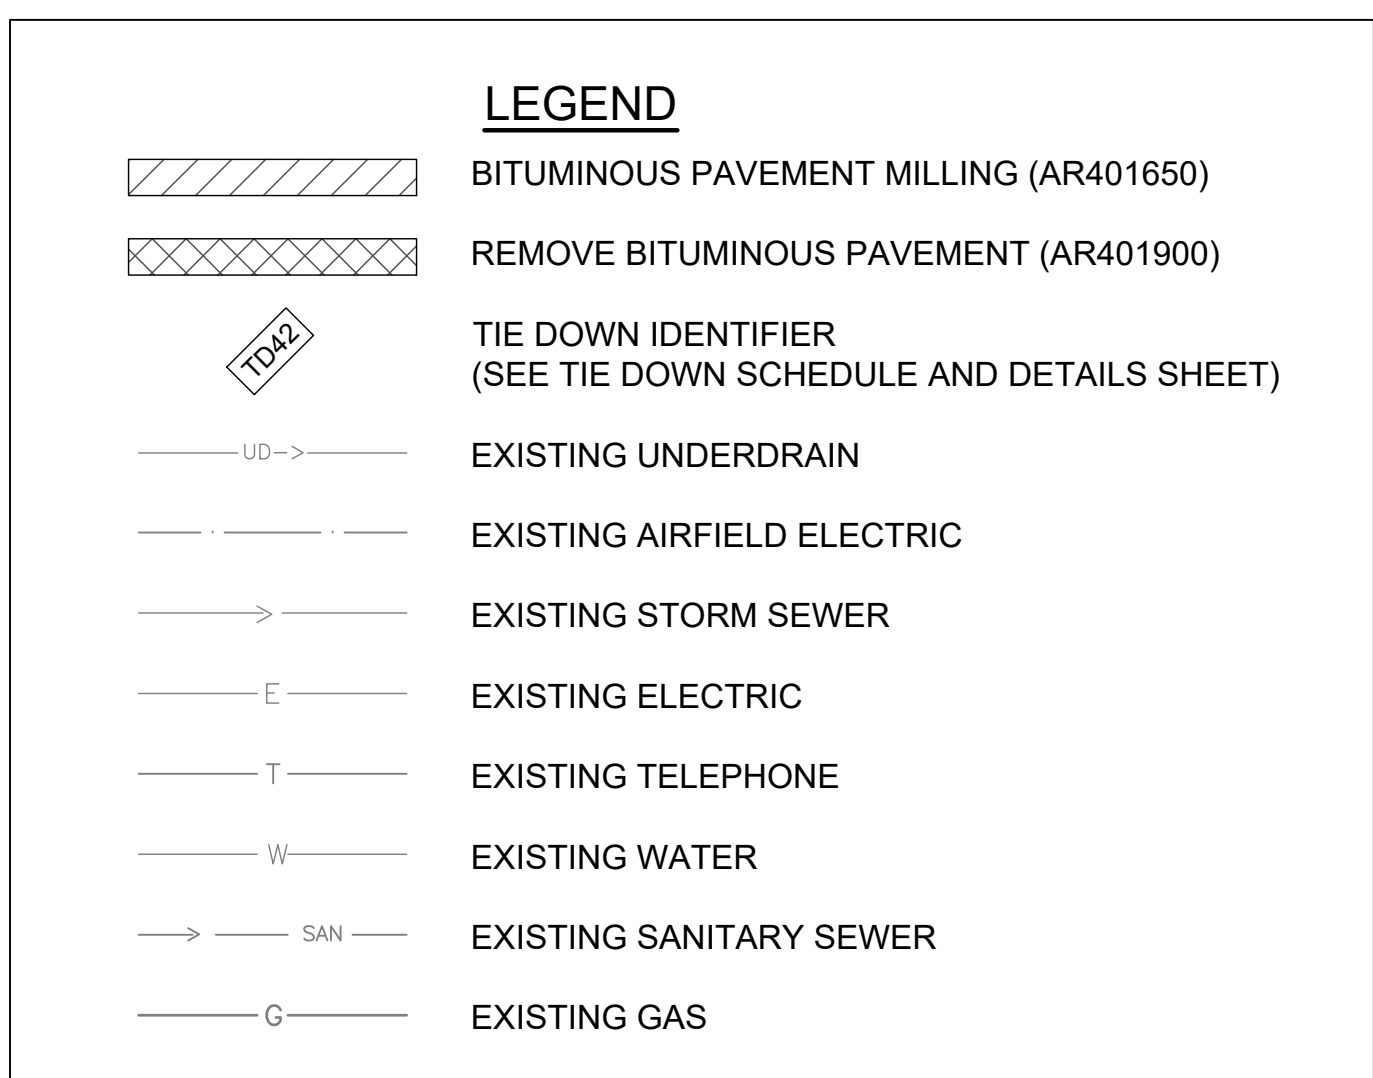 LEGEND
BITUMINOUS PAVEMENT MILLING (AR401650)
REMOVE BITUMINOUS PAVEMENT (AR401900)
TD42
TIE DOWN IDENTIFIER
(SEE TIE DOWN SCHEDULE AND DETAILS SHEET)
UD->
EXISTING UNDERDRAIN
EXISTING AIRFIELD ELECTRIC
EXISTING STORM SEWER
E
EXISTING ELECTRIC
T
EXISTING TELEPHONE
W
EXISTING WATER
SAN
EXISTING SANITARY SEWER
G
EXISTING GAS